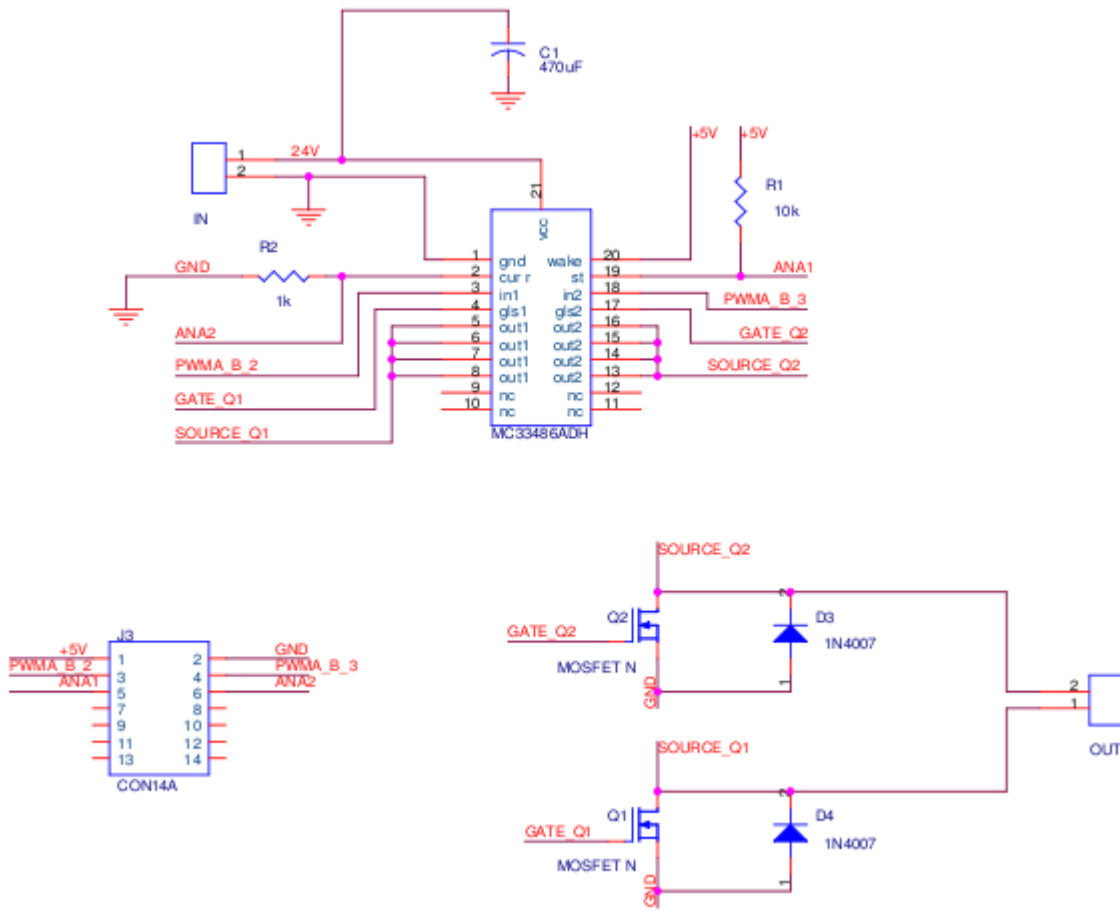 C1
470uF
+5V +5V
1 24V
2
21
R1
10k
IN
vcc
R2
GND
1k
1 gnd wake 20
2 curr st 19 ANA1
3 in1 in2 18 PWMA_B_3
4 gls1 gls2 17 GATE_Q2
5 out1 out2 16
6 out1 out2 15
7 out1 out2 14
8 out1 out2 13 SOURCE_Q2
9 nc nc 12
10 nc nc 11
ANA2
PWMA_B_2
GATE_Q1
SOURCE_Q1
MC33486ADH
SOURCE_Q2
2
Q2 D3
GATE_Q2 1N4007
MOSFET N
1
GND
J3
+5V 1 2 GND
PWMA_B_2 3 4 PWMA_B_3
ANA1 5 6 ANA2
7 8
9 10
11 12
13 14
CON14A
2
1
OUT
SOURCE_Q1
2
Q1 D4
GATE_Q1 1N4007
MOSFET N
1
GND